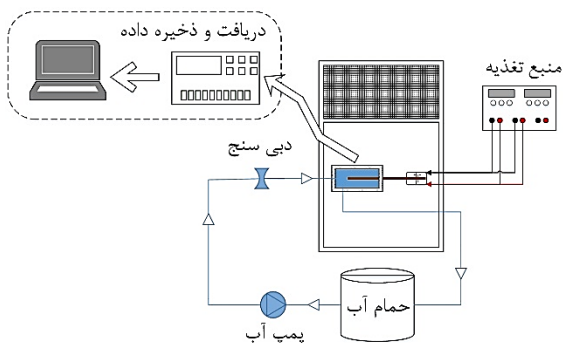 دریافت و ذخیره داده
منبع تغذیه
دبی سنج
حمام آب
پمپ آب